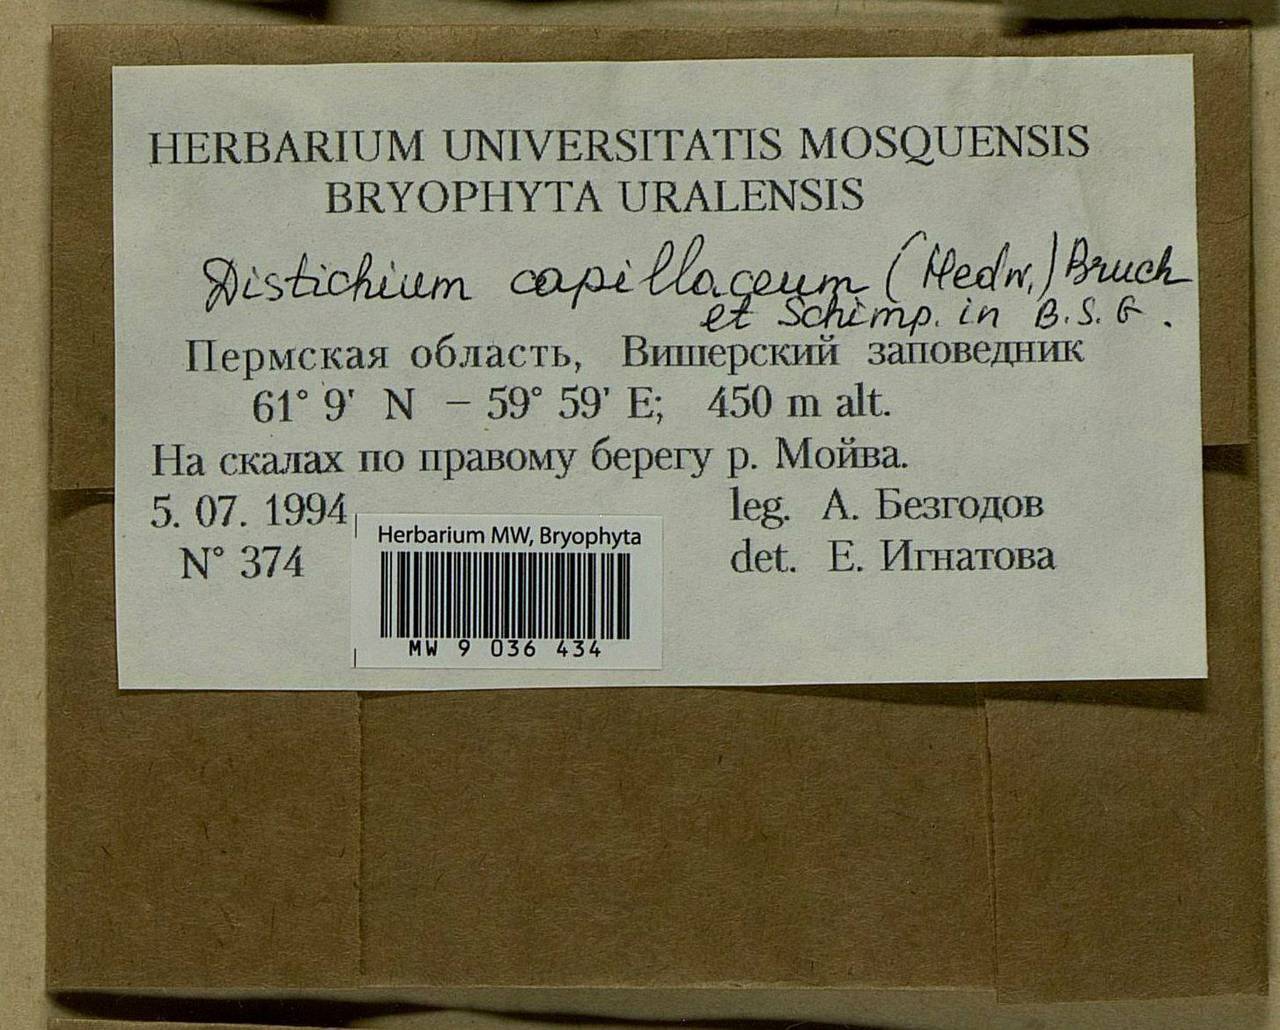 HERBARIUM UNIVERSITATIS MOSQUENSIS
BRYOPHYTA URALENSIS
Distichium capillaceum (Hedw.) Bruch
et Schimp. in B.S.G.
Пермская область, Вишерский заповедник
61° 9' N – 59° 59' E; 450 m alt.
На скалах по правому берегу р. Мойва.
5. 07. 1994 leg. А. Безгодов
N° 374 det. Е. Игнатова
Herbarium MW, Bryophyta
MW 9 036 434